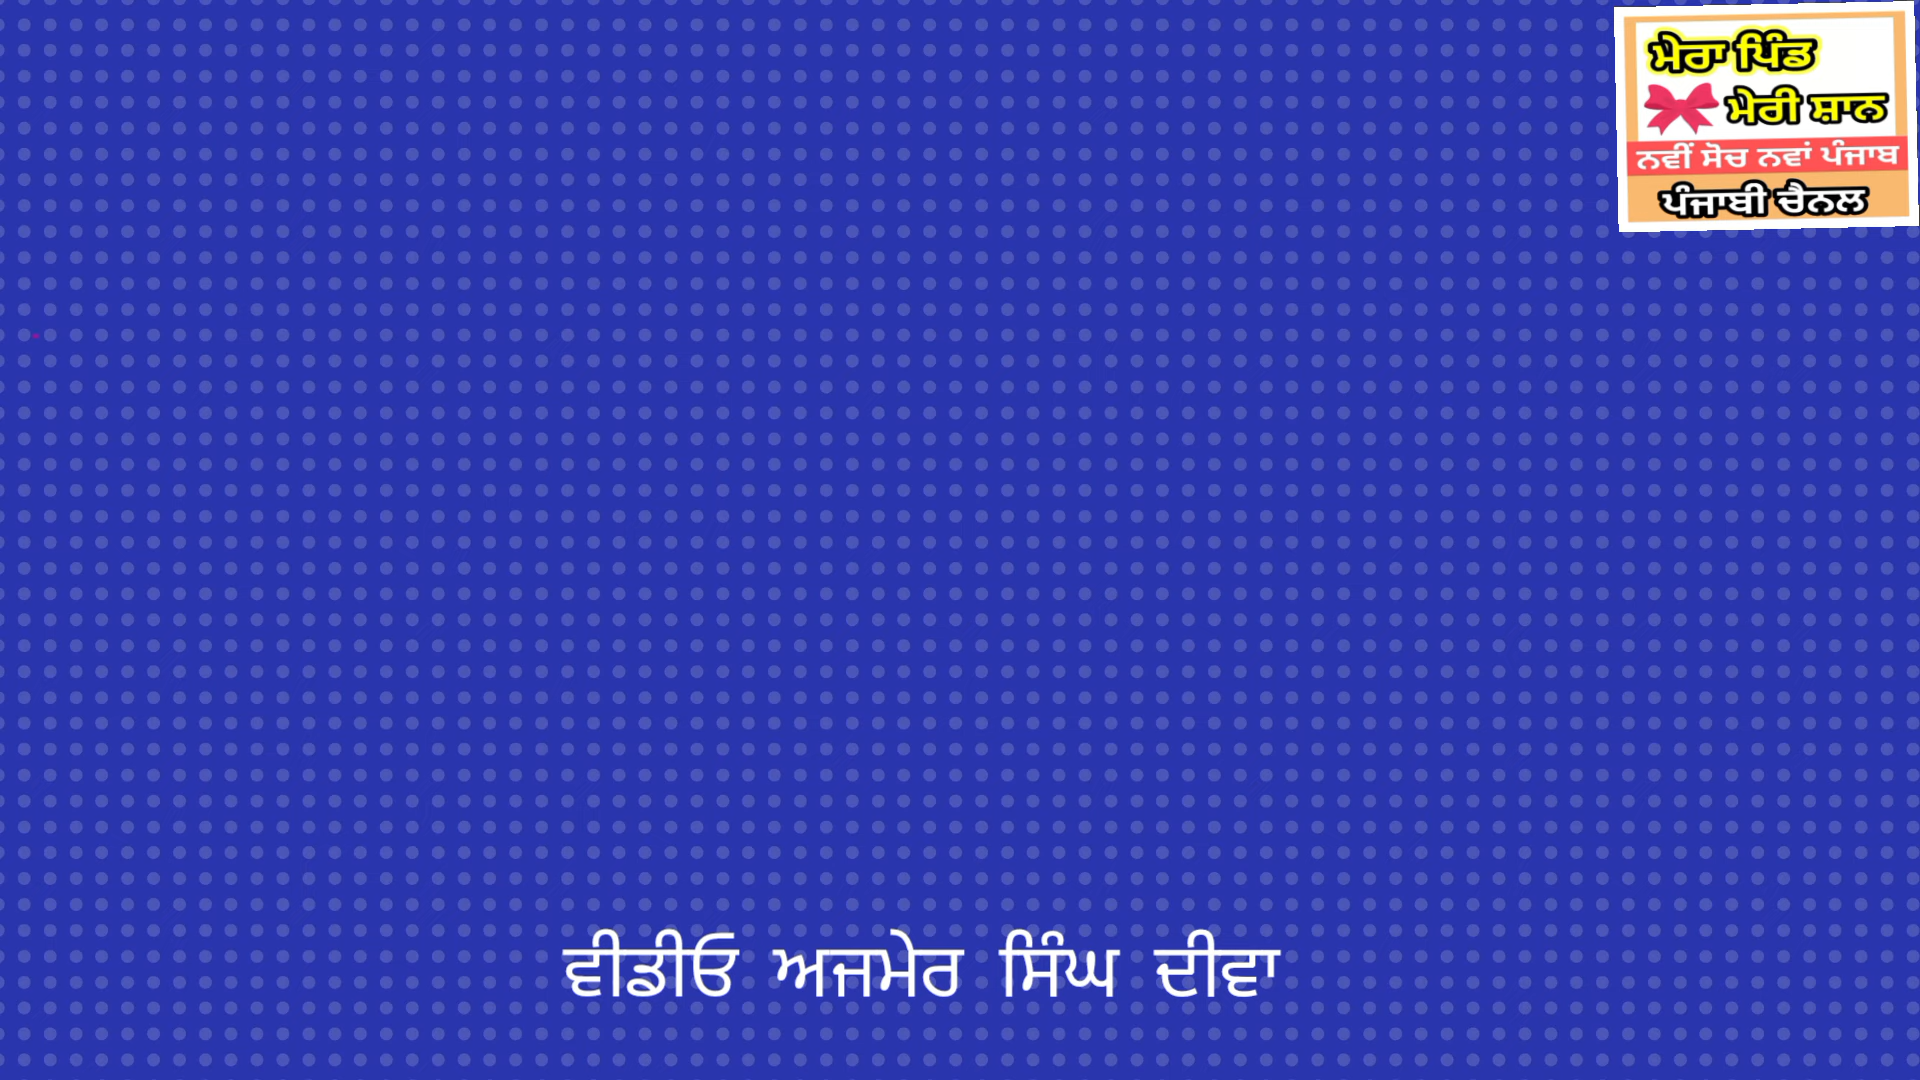 ਮੇਰਾ ਪਿੰਡ
ਮੇਰੀ ਸ਼ਾਨ
ਨਵੀਂ ਸੋਚ ਨਵਾਂ ਪੰਜਾਬ
ਪੰਜਾਬੀ ਚੈਨਲ
ਵੀਡੀਓ ਅਜਮੇਰ ਸਿੰਘ ਦੀਵਾ